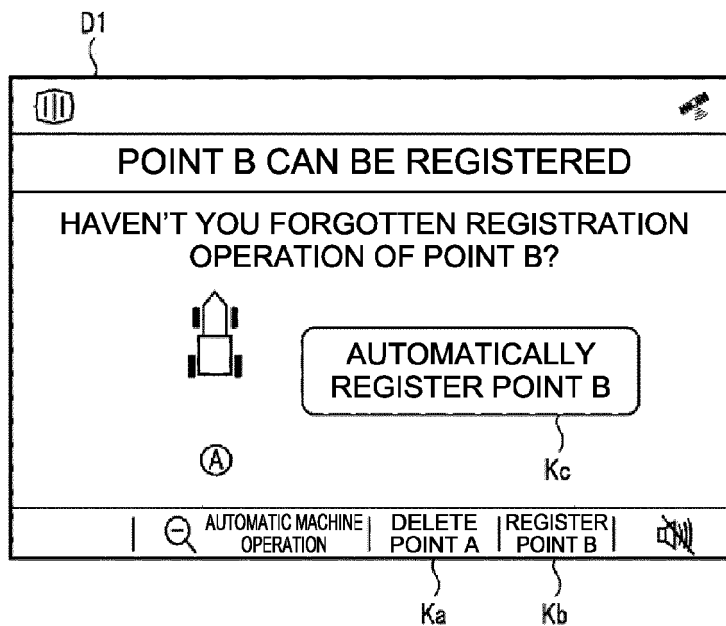 D1
POINT B CAN BE REGISTERED
HAVEN'T YOU FORGOTTEN REGISTRATION
OPERATION OF POINT B?
AUTOMATICALLY
REGISTER POINT B
A
Kc
AUTOMATIC MACHINE
OPERATION
DELETE
POINT A
REGISTER
POINT B
Ka
Kb